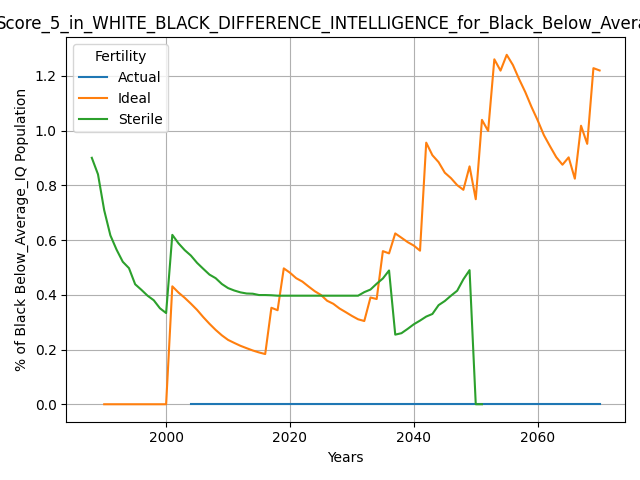 Score_5_in_WHITE_BLACK_DIFFERENCE_INTELLIGENCE_for_Black_Below_Avera
Fertility
Actual
Ideal
Sterile
% of Black Below_Average_IQ Population
1.2
1.0
0.8
0.6
0.4
0.2
0.0
2000 2020 2040 2060
Years